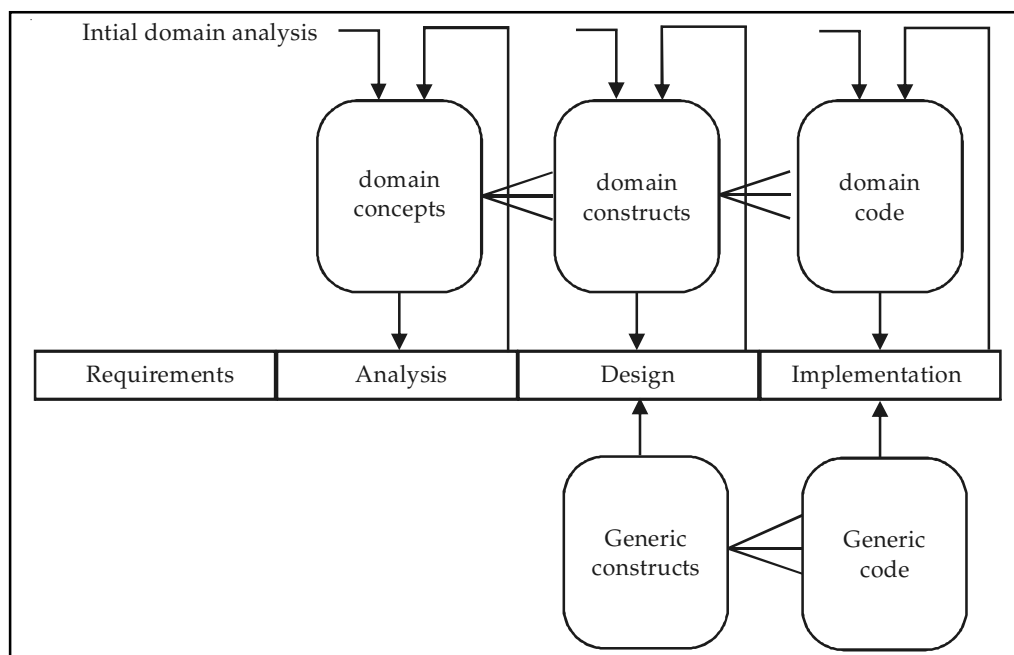 Intial domain analysis
domain
concepts
domain
constructs
domain
code
Requirements
Analysis
Design
Implementation
Generic
constructs
Generic
code